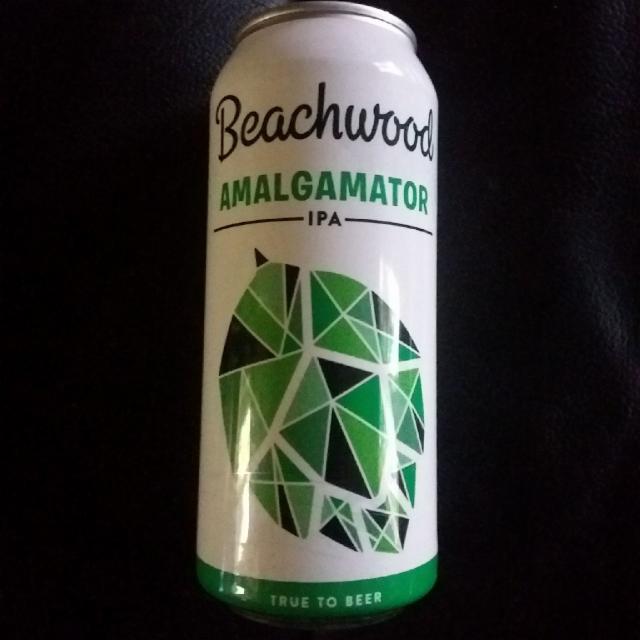 Beachwood
AMALGAMATOR
IPA
TRUE TO BEER